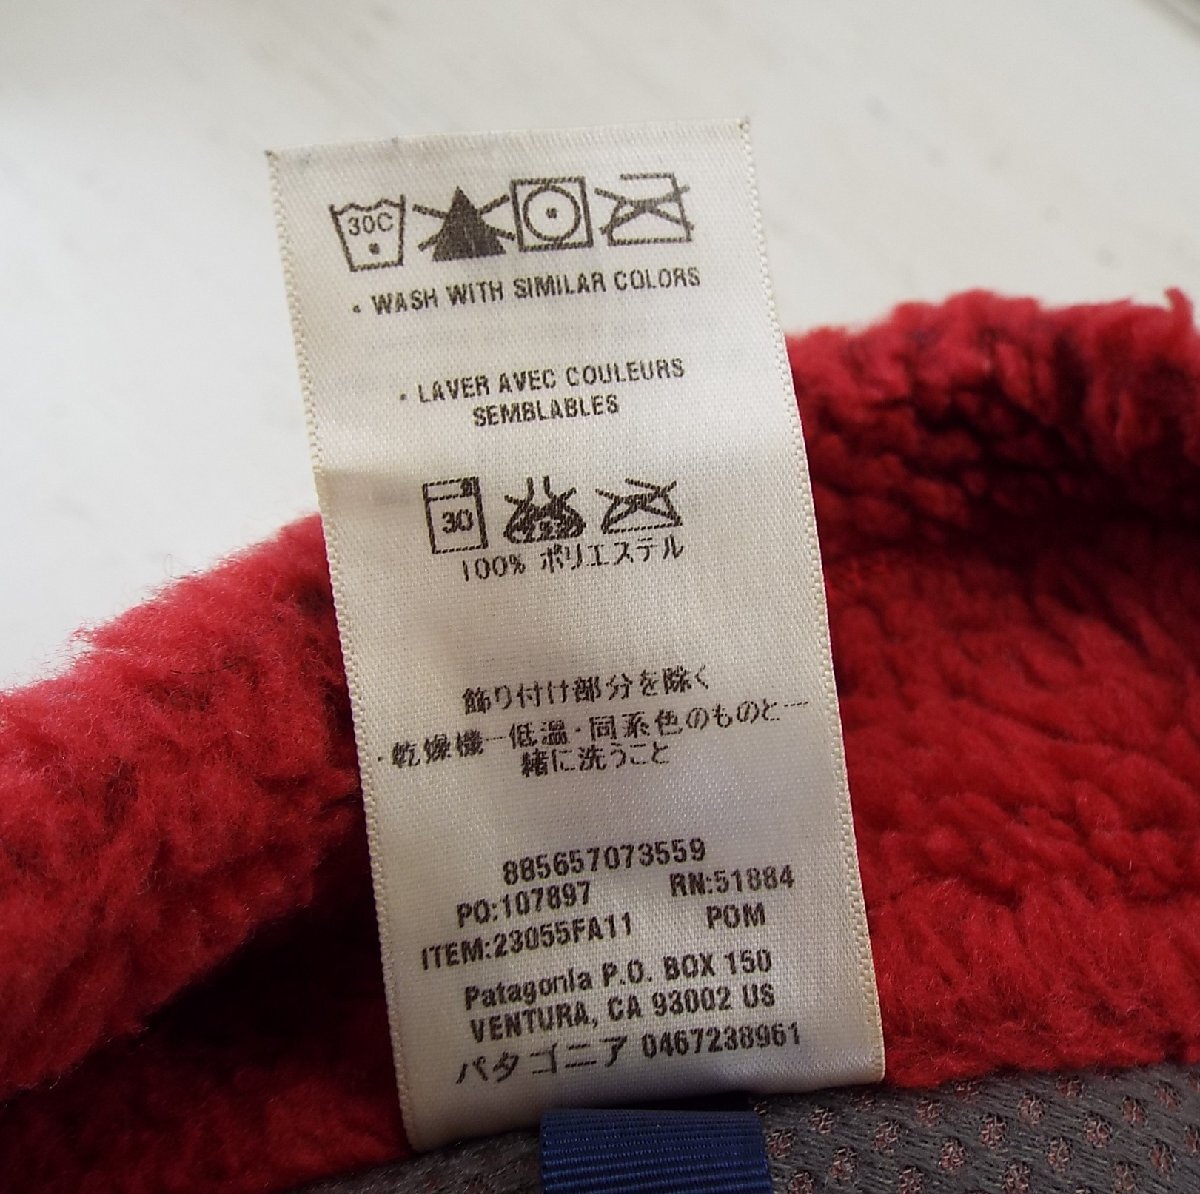 30C
• WASH WITH SIMILAR COLORS
• LAVER AVEC COULEURS
SEMBLABLES
30
100% ポリエステル
飾り付け部分を除く
・乾燥機ー低温・同系色のものと一
緒に洗うこと
885657073559
PO:107897 RN:51884
ITEM:23055FA11 POM
Patagonia P.O. BOX 150
VENTURA, CA 93002 US
パタゴニア 0467238961